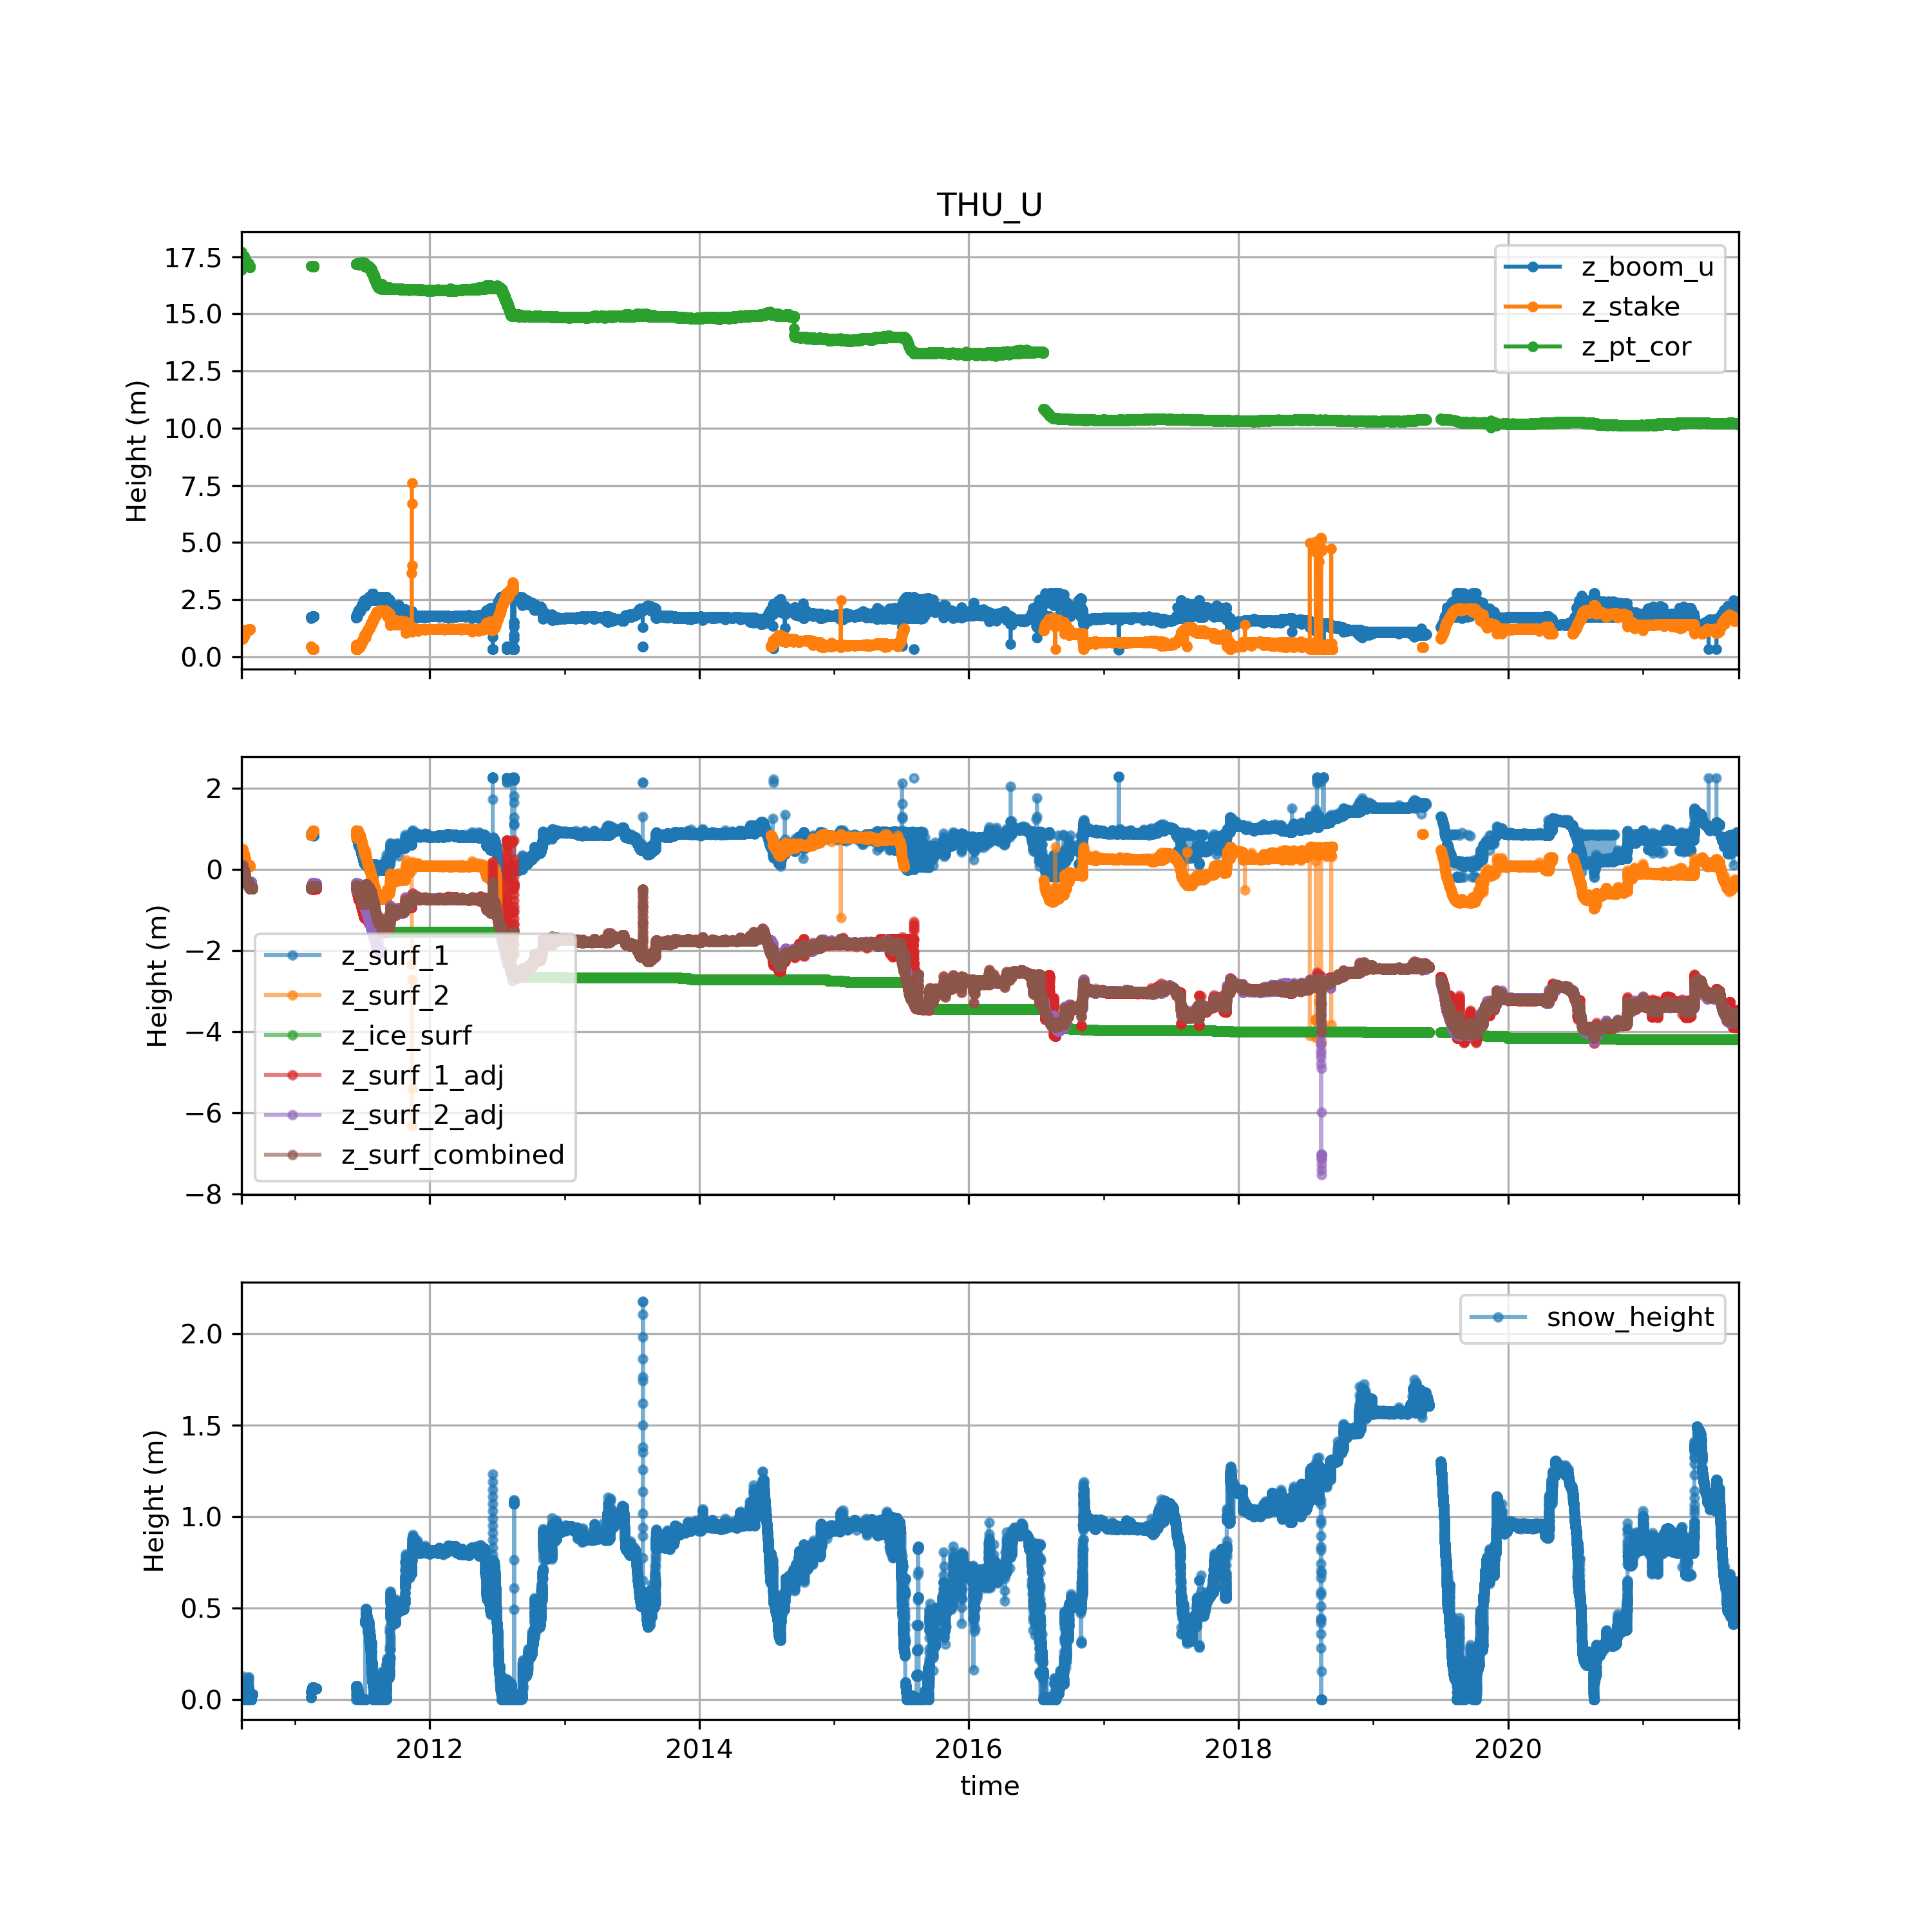 THU_U
17.5
15.0
12.5
10.0
7.5
5.0
2.5
0.0
Height (m)
z_boom_u
z_stake
z_pt_cor
2
0
−2
−4
−6
−8
Height (m)
z_surf_1
z_surf_2
z_ice_surf
z_surf_1_adj
z_surf_2_adj
z_surf_combined
2.0
1.5
1.0
0.5
0.0
Height (m)
snow_height
2012 2014 2016 2018 2020
time